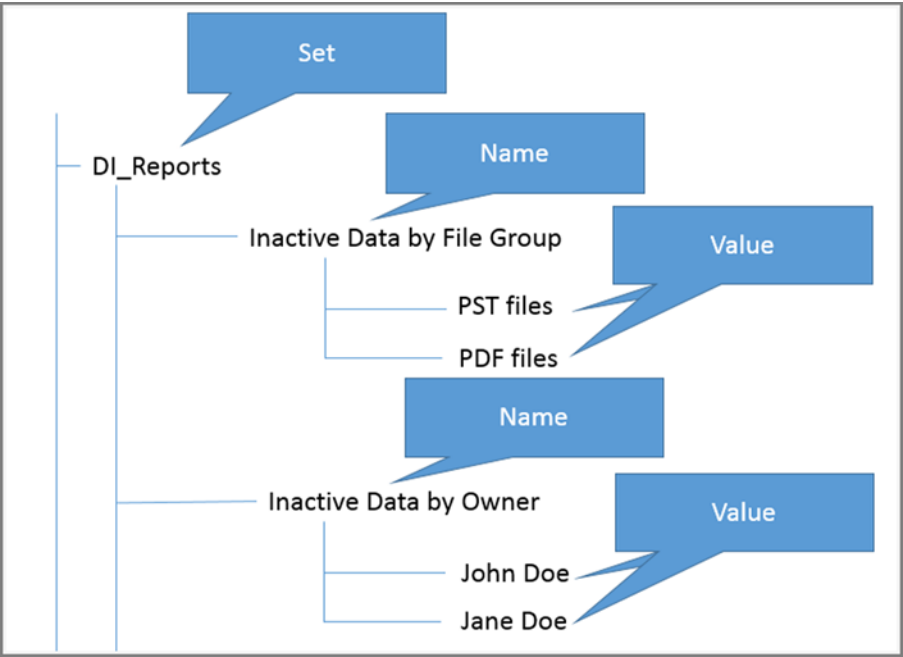 Set
DI_Reports
Name
Inactive Data by File Group
Value
PST files
PDF files
Name
Inactive Data by Owner
Value
John Doe
Jane Doe